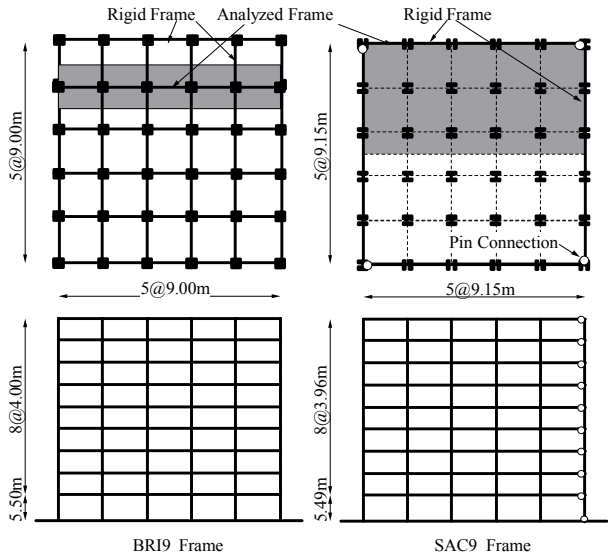 Rigid Frame
Analyzed Frame
Rigid Frame
5@9.00m
5@9.15m
Pin Connection
5@9.00m
5@9.15m
8@4.00m
8@3.96m
5.50m
5.49m
BRI9 Frame
SAC9 Frame